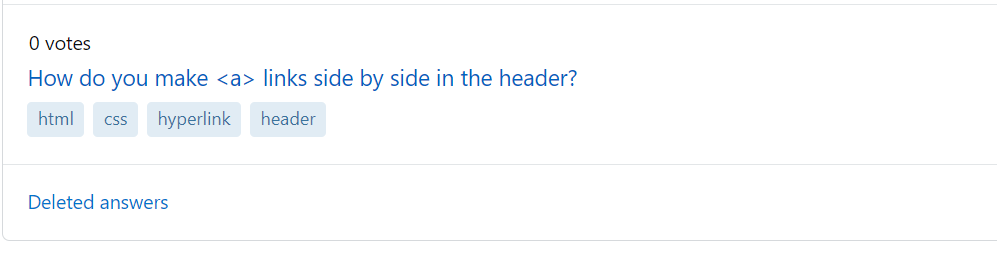 0 votes
How do you make <a> links side by side in the header?
html css hyperlink header
Deleted answers